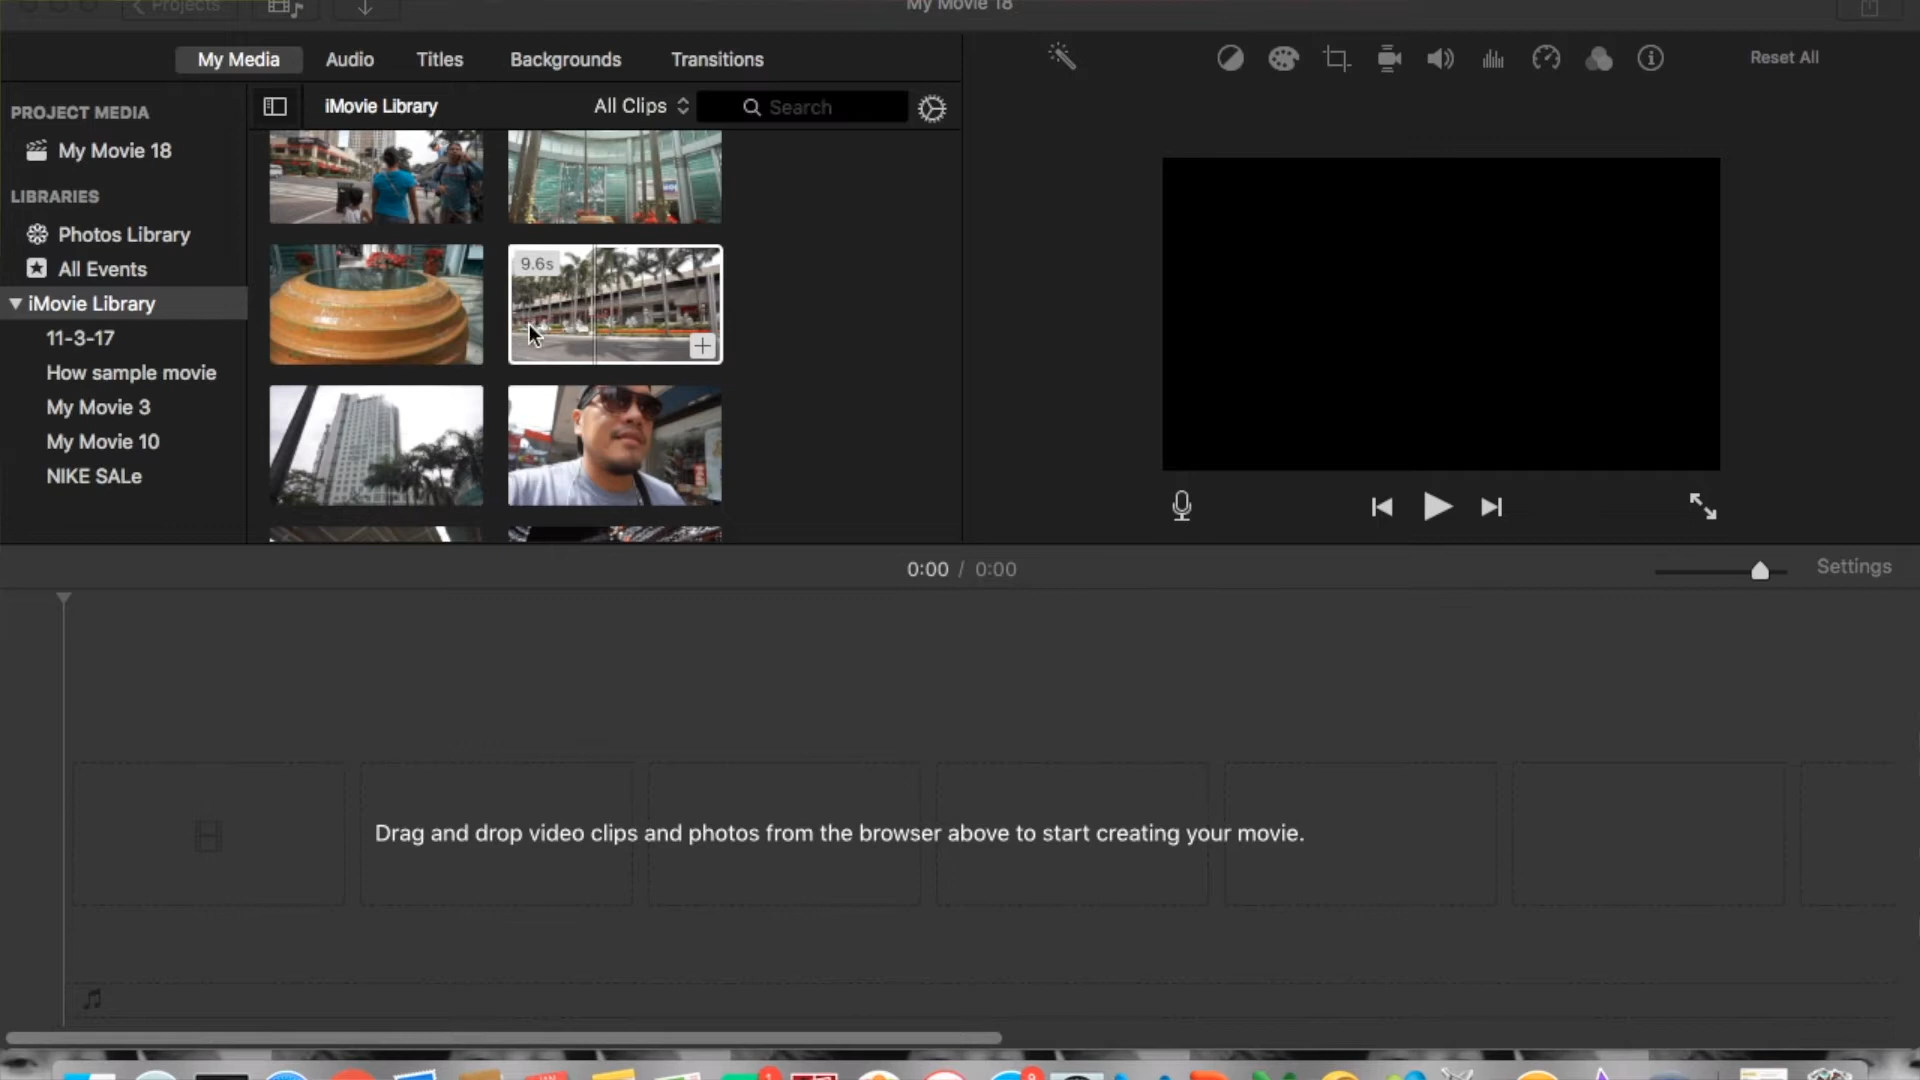 Projects
My Movie 18
My Media
Audio
Titles
Backgrounds
Transitions
Reset All
PROJECT MEDIA
My Movie 18
LIBRARIES
Photos Library
All Events
iMovie Library
11-3-17
How sample movie
My Movie 3
My Movie 10
NIKE SALe
iMovie Library
All Clips
Search
9.6s
0:00 / 0:00
Settings
Drag and drop video clips and photos from the browser above to start creating your movie.